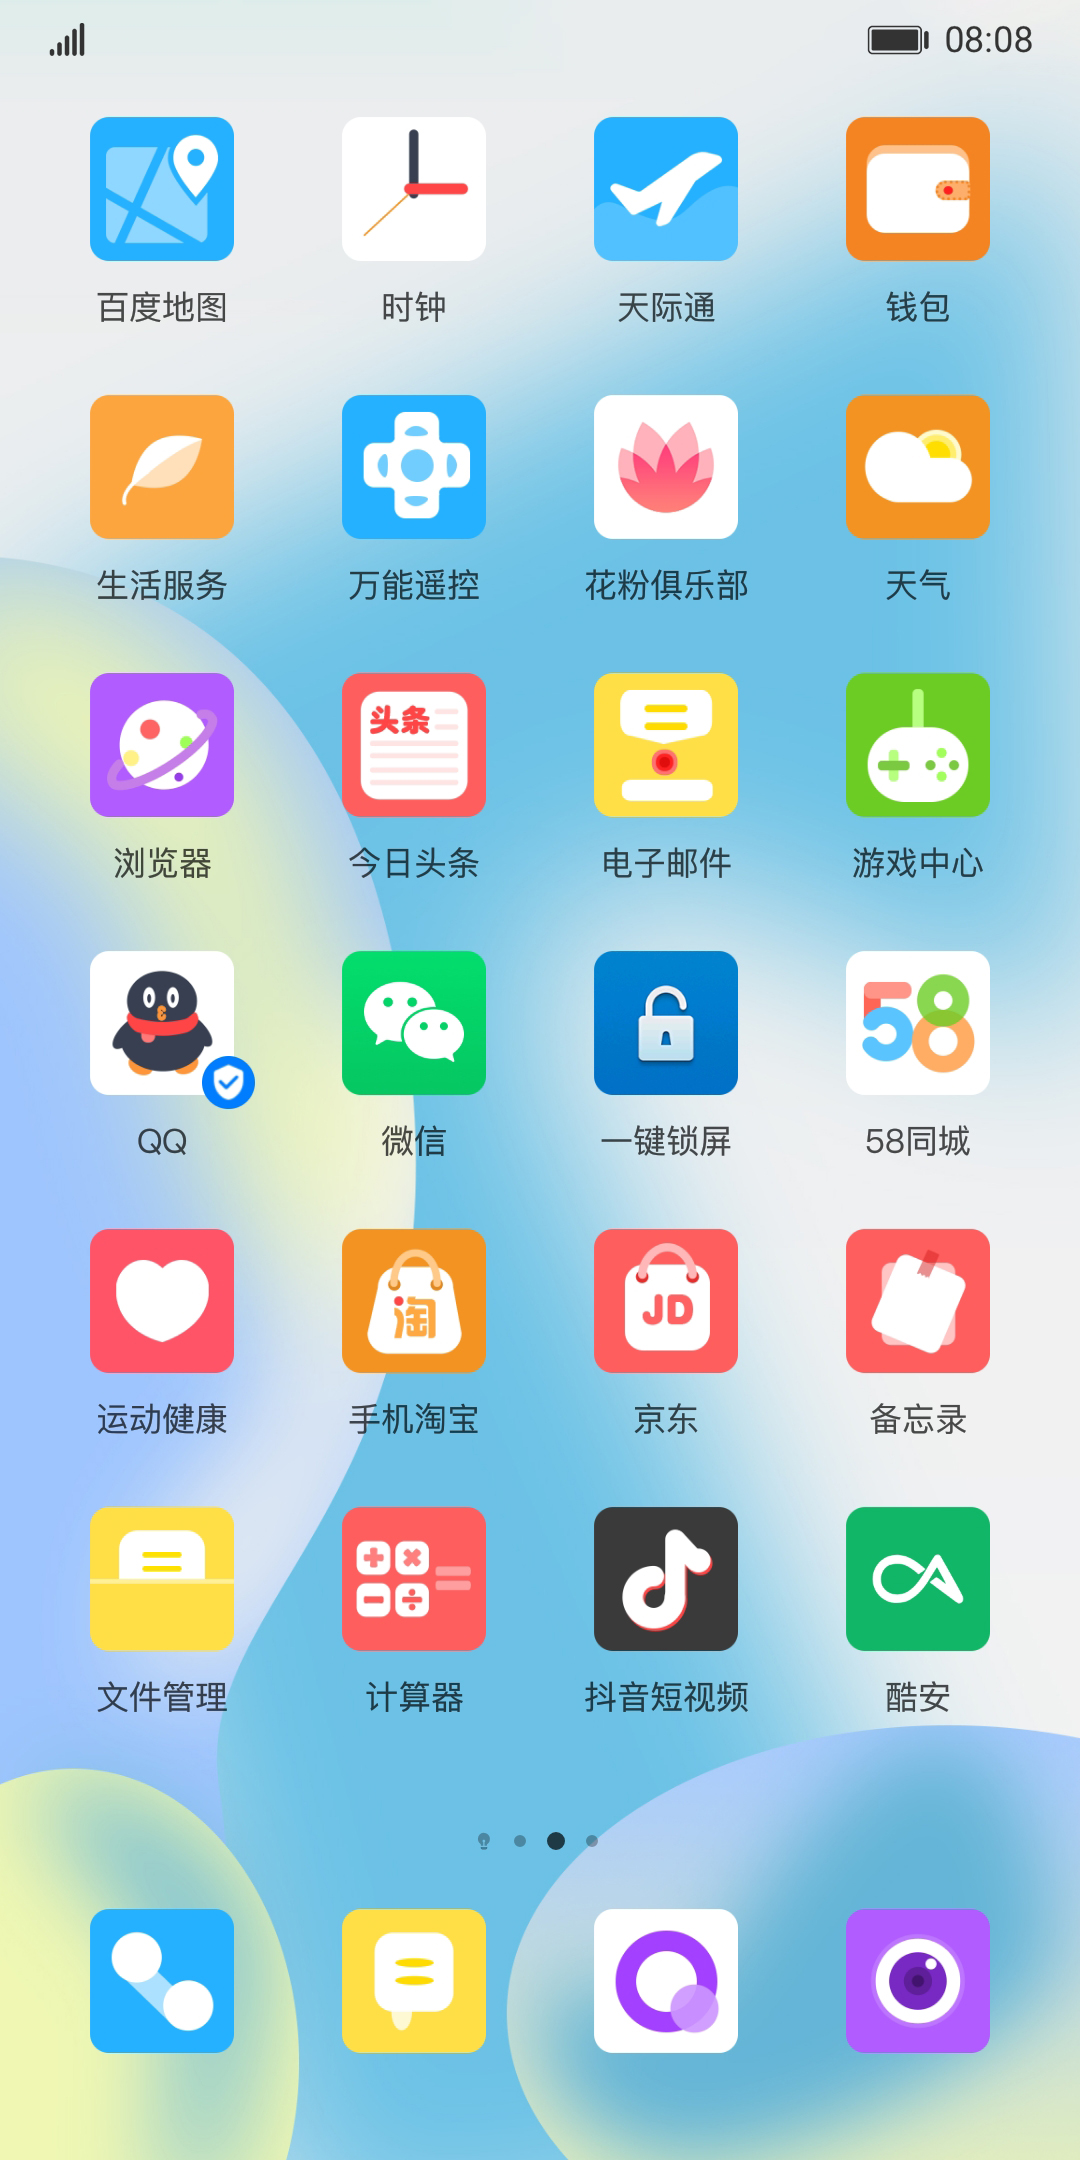 08:08
百度地图
时钟
天际通
钱包
生活服务
万能遥控
花粉俱乐部
天气
头条
浏览器
今日头条
电子邮件
游戏中心
58
QQ
微信
一键锁屏
58同城
淘
JD
运动健康
手机淘宝
京东
备忘录
文件管理
计算器
抖音短视频
酷安